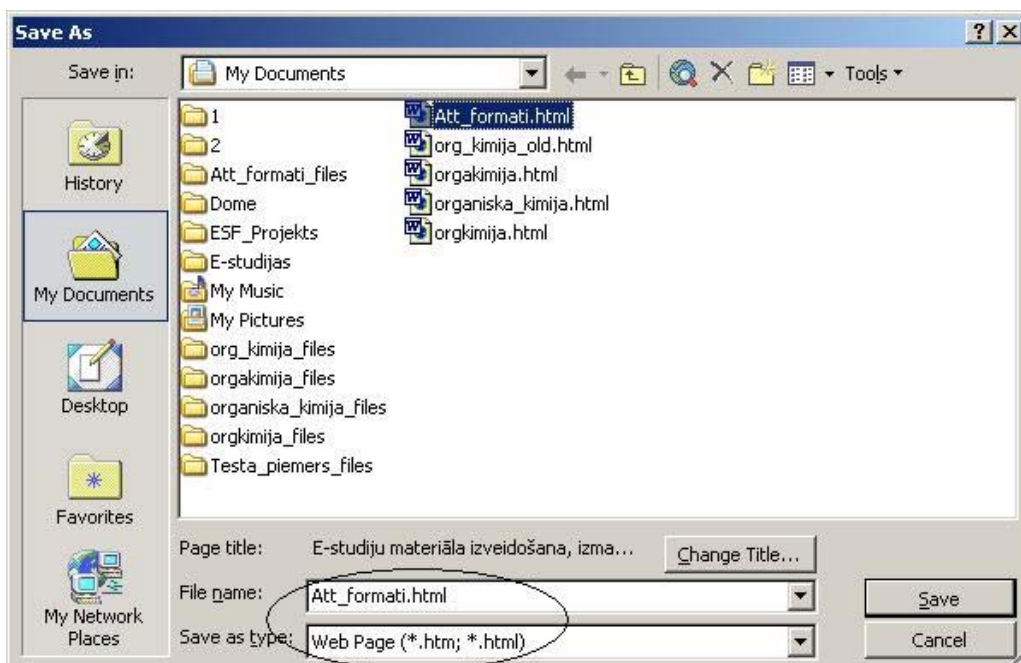 Save As
Save in:
My Documents
Tools
History
My Documents
Desktop
Favorites
My Network
Places
1
2
Att_formati_files
Dome
ESF_Projekts
E-studijas
My Music
My Pictures
org_kimija_files
orgakimija_files
organiska_kimija_files
orgkimija_files
Testa_piemers_files
Att_formati.html
org_kimija_old.html
orgakimija.html
organiska_kimija.html
orgkimija.html
Page title: E-studiju materiāla izveidošana, izma... Change Title...
File name: Att_formati.html Save
Save as type: Web Page (*.htm; *.html) Cancel